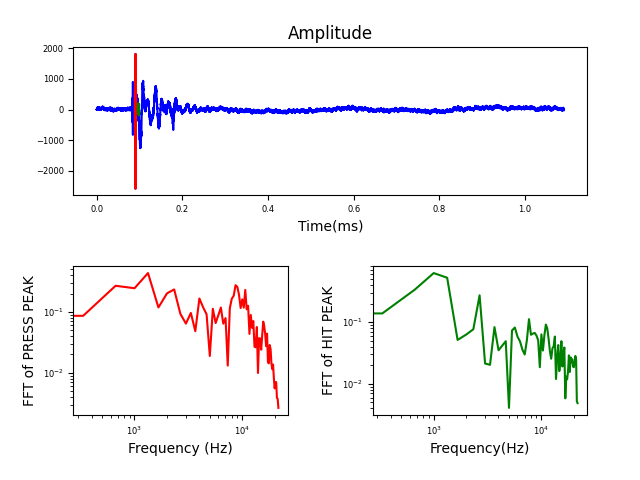 Amplitude
2000
1000
0
−1000
−2000
0.0 0.2 0.4 0.6 0.8 1.0
Time(ms)
FFT of PRESS PEAK
10⁻¹
10⁻²
10³ 10⁴
Frequency (Hz)
FFT of HIT PEAK
10⁻¹
10⁻²
10³ 10⁴
Frequency(Hz)